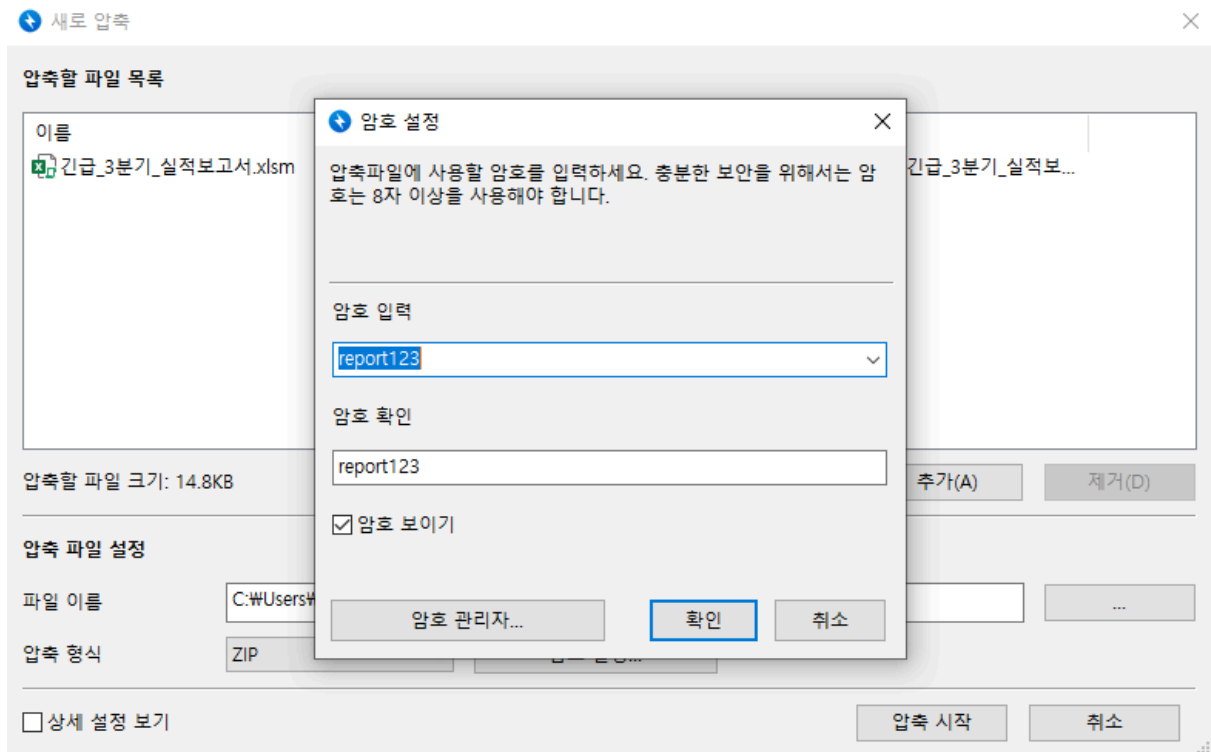 새로 압축
압축할 파일 목록
이름
긴급_3분기_실적보고서.xlsm
긴급_3분기_실적보...
암호 설정
압축파일에 사용할 암호를 입력하세요. 충분한 보안을 위해서는 암
호는 8자 이상을 사용해야 합니다.
암호 입력
report123
암호 확인
report123
암호 보이기
암호 관리자...
확인
취소
압축할 파일 크기: 14.8KB
추가(A)
제거(D)
압축 파일 설정
파일 이름
C:₩Users₩
...
압축 형식
ZIP
상세 설정 보기
압축 시작
취소